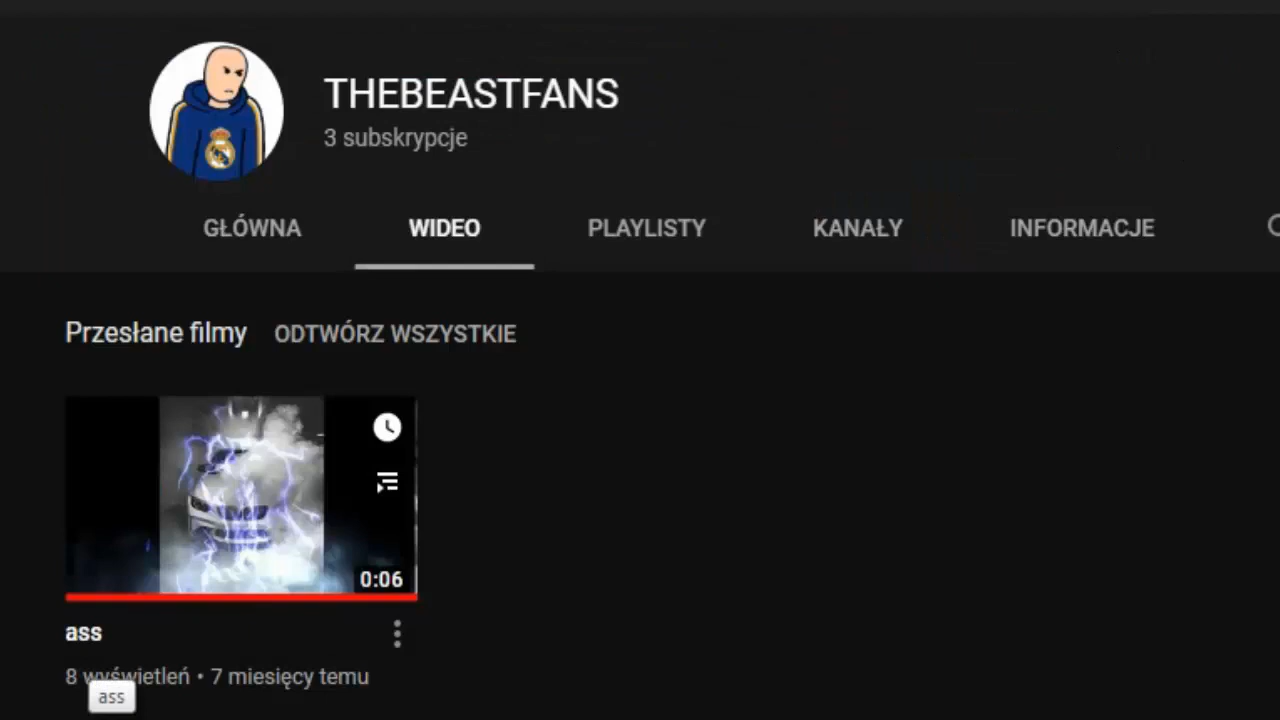 THEBEASTFANS
3 subskrypcje
GŁÓWNA WIDEO PLAYLISTY KANAŁY INFORMACJE
Przesłane filmy ODTWÓRZ WSZYSTKIE
0:06
ass
8 wyświetleń • 7 miesięcy temu
ass